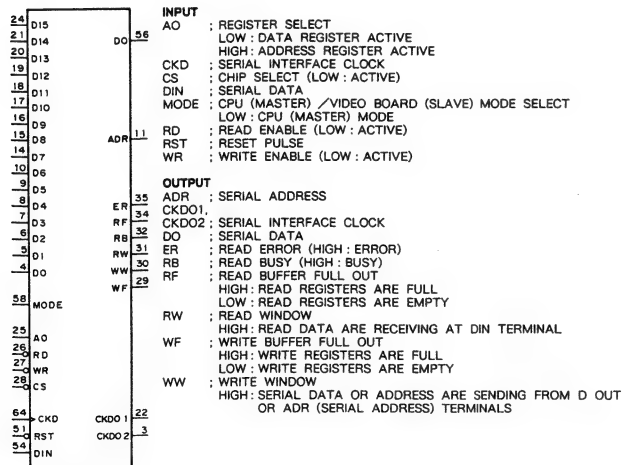 24 D15
21 D14
20 D13
19 D12
18 D11
17 D10
16 D9
15 D8
14 D7
10 D6
9 D5
8 D4
7 D3
6 D2
5 D1
4 D0
58 MODE
25 AO
26 RD
27 WR
28 CS
64 CKD
51 RST
54 DIN
DO 56
ADR 11
ER 35
RF 34
RB 32
RW 31
WW 30
WF 29
CKDO 1 22
CKDO 2 3
INPUT
AO ; REGISTER SELECT
LOW : DATA REGISTER ACTIVE
HIGH : ADDRESS REGISTER ACTIVE
CKD ; SERIAL INTERFACE CLOCK
CS ; CHIP SELECT (LOW : ACTIVE)
DIN ; SERIAL DATA
MODE ; CPU (MASTER) ／VIDEO BOARD (SLAVE) MODE SELECT
LOW : CPU (MASTER) MODE
RD ; READ ENABLE (LOW : ACTIVE)
RST ; RESET PULSE
WR ; WRITE ENABLE (LOW : ACTIVE)
OUTPUT
ADR ; SERIAL ADDRESS
CKDO1,
CKDO2 ; SERIAL INTERFACE CLOCK
DO ; SERIAL DATA
ER ; READ ERROR (HIGH : ERROR)
RB ; READ BUSY (HIGH : BUSY)
RF ; READ BUFFER FULL OUT
HIGH : READ REGISTERS ARE FULL
LOW : READ REGISTERS ARE EMPTY
RW ; READ WINDOW
HIGH : READ DATA ARE RECEIVING AT DIN TERMINAL
WF ; WRITE BUFFER FULL OUT
HIGH : WRITE REGISTERS ARE FULL
LOW : WRITE REGISTERS ARE EMPTY
WW ; WRITE WINDOW
HIGH : SERIAL DATA OR ADDRESS ARE SENDING FROM D OUT
OR ADR (SERIAL ADDRESS) TERMINALS